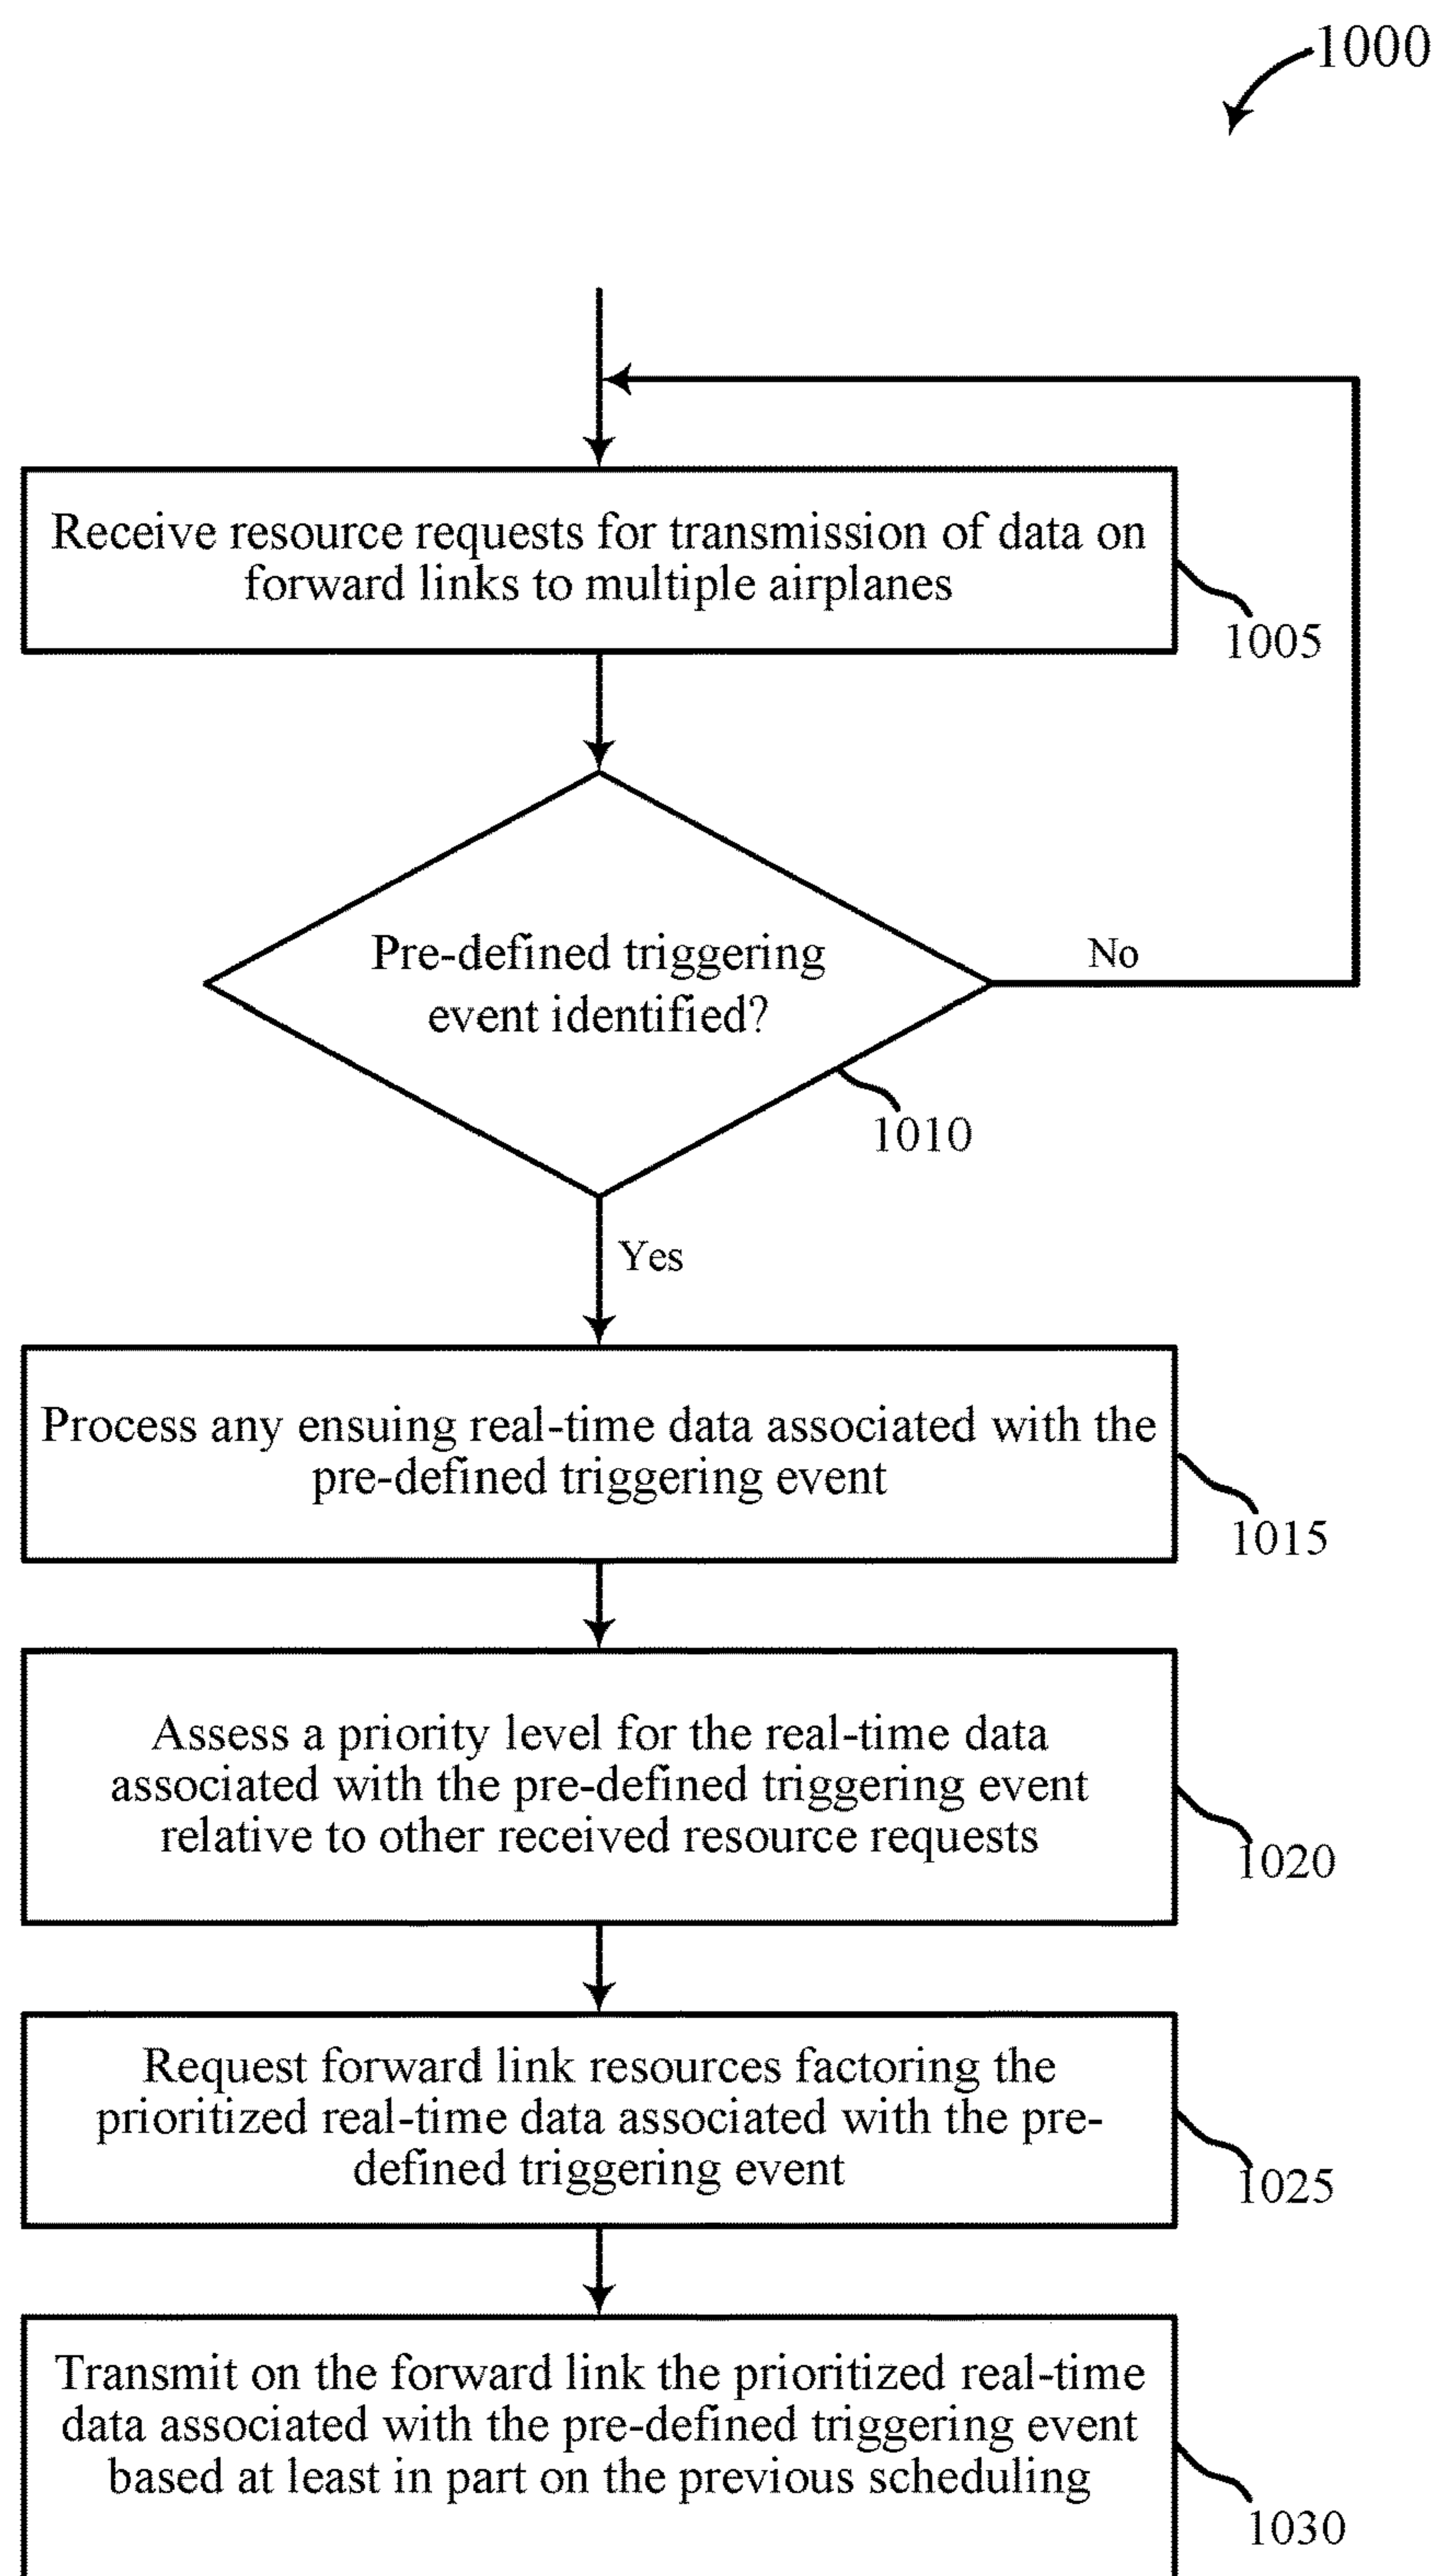 1000
Receive resource requests for transmission of data on
forward links to multiple airplanes
1005
Pre-defined triggering
event identified?
No
1010
Yes
Process any ensuing real-time data associated with the
pre-defined triggering event
1015
Assess a priority level for the real-time data
associated with the pre-defined triggering event
relative to other received resource requests
1020
Request forward link resources factoring the
prioritized real-time data associated with the pre-
defined triggering event
1025
Transmit on the forward link the prioritized real-time
data associated with the pre-defined triggering event
based at least in part on the previous scheduling
1030